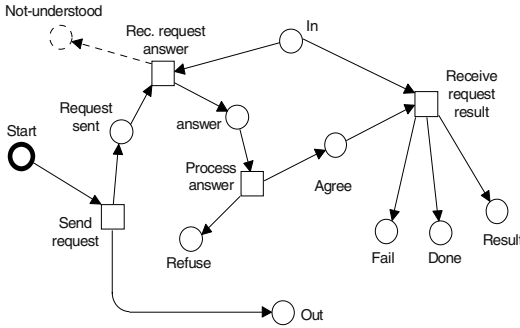 Not-understood
Rec. request
answer
In
Receive
request
result
Request
sent
answer
Start
Process
answer
Agree
Send
request
Refuse
Fail
Done
Result
Out